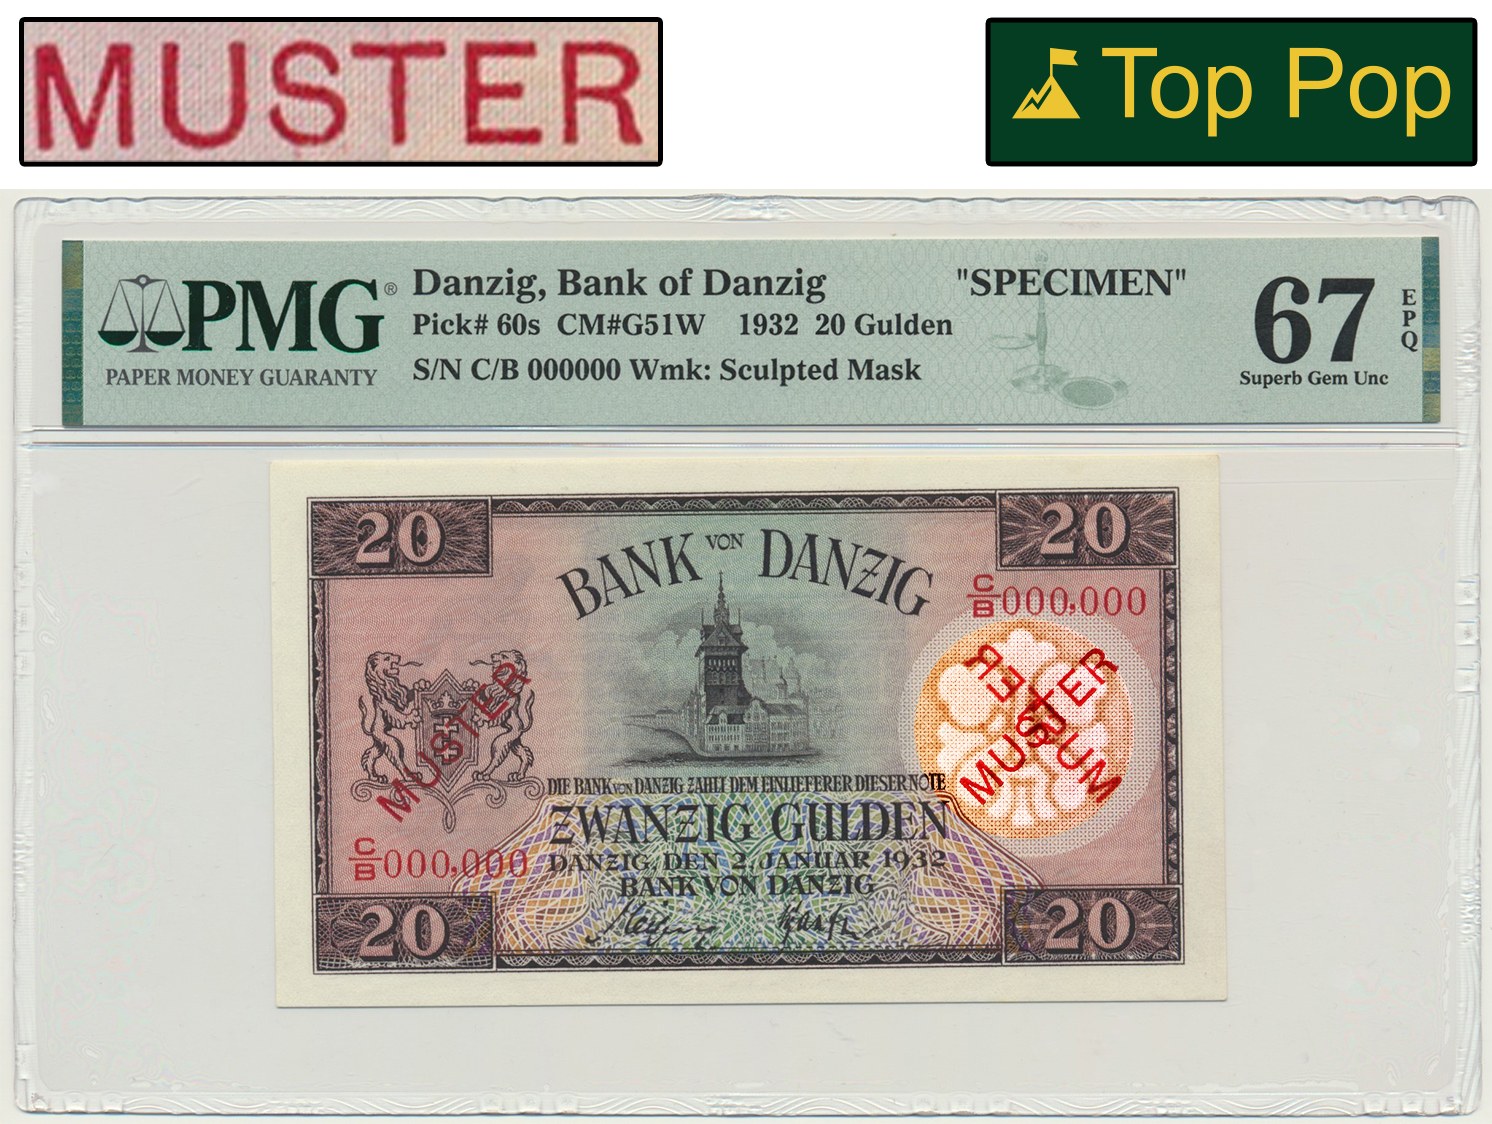 MUSTER
Top Pop
PMG®
PAPER MONEY GUARANTY
Danzig, Bank of Danzig "SPECIMEN"
Pick# 60s CM#G51W 1932 20 Gulden
S/N C/B 000000 Wmk: Sculpted Mask
67
EPQ
Superb Gem Unc
20
20
BANK VON DANZIG
C/B 000,000
MUSTER
MUSTER
MUSTER
DIE BANK VON DANZIG ZAHLT DEM EINLIEFERER DIESER NOTE
ZWANZIG GULDEN
C/B 000,000
DANZIG, DEN 2. JANUAR 1932
BANK VON DANZIG
20
20